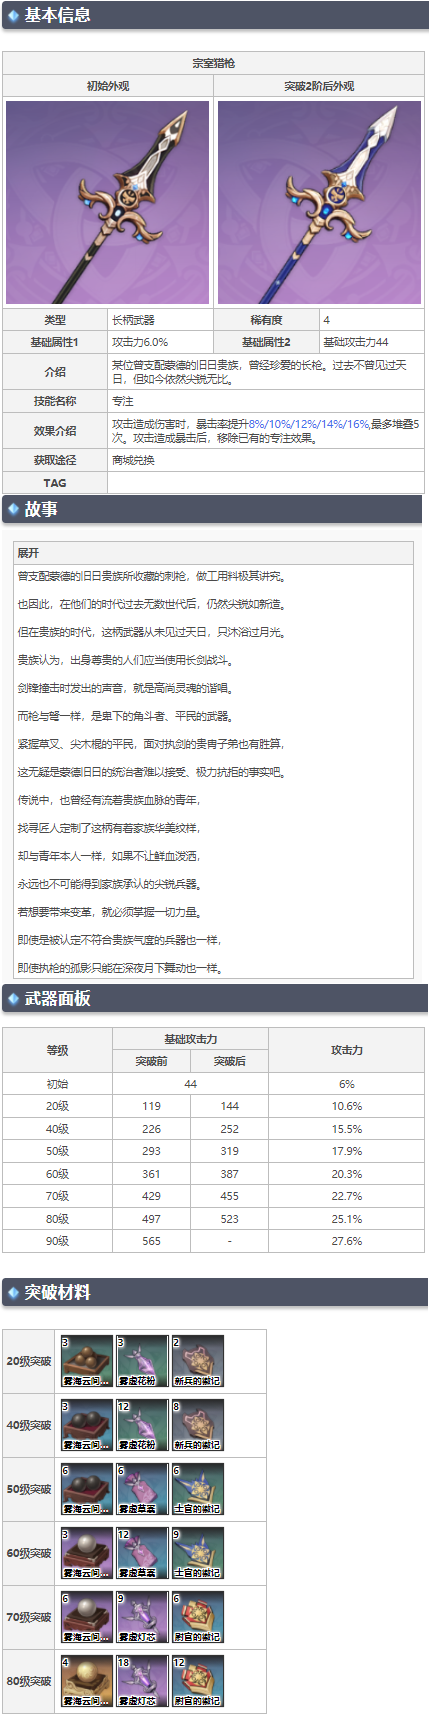 基本信息
宗室猎枪
初始外观 突破2阶后外观
类型 长柄武器 稀有度 4
基础属性1 攻击力6.0% 基础属性2 基础攻击力44
介绍 某位曾支配蒙德的旧日贵族，曾经珍爱的长枪。过去不曾见过天
日，但如今依然尖锐无比。
技能名称 专注
效果介绍 攻击造成伤害时，暴击率提升8%/10%/12%/14%/16%,最多堆叠5
次。攻击造成暴击后，移除已有的专注效果。
获取途径 商城兑换
TAG
故事
展开
曾支配蒙德的旧日贵族所收藏的刺枪，做工用料极其讲究。
也因此，在他们的时代过去无数世代后，仍然尖锐如新造。
但在贵族的时代，这柄武器从未见过天日，只沐浴过月光。
贵族认为，出身尊贵的人们应当使用长剑战斗。
剑锋撞击时发出的声音，就是高尚灵魂的谐唱。
而枪与弩一样，是卑下的角斗者、平民的武器。
紧握草叉、尖木棍的平民，面对执剑的贵胄子弟也有胜算，
这无疑是蒙德旧日的统治者难以接受、极力抗拒的事实吧。
传说中，也曾经有流着贵族血脉的青年，
找寻匠人定制了这柄有着家族华美纹样，
却与青年本人一样，如果不让鲜血泼洒，
永远也不可能得到家族承认的尖锐兵器。
若想要带来变革，就必须掌握一切力量。
即使是被认定不符合贵族气度的兵器也一样，
即使执枪的孤影只能在深夜月下舞动也一样。
武器面板
等级 基础攻击力 攻击力
突破前 突破后
初始 44 6%
20级 119 144 10.6%
40级 226 252 15.5%
50级 293 319 17.9%
60级 361 387 20.3%
70级 429 455 22.7%
80级 497 523 25.1%
90级 565 - 27.6%
突破材料
20级突破 3 雾海云间... 3 雾虚花粉 2 新兵的徽记
40级突破 3 雾海云间... 12 雾虚花粉 8 新兵的徽记
50级突破 6 雾海云间... 6 雾虚草囊 6 士官的徽记
60级突破 3 雾海云间... 12 雾虚草囊 9 士官的徽记
70级突破 6 雾海云间... 9 雾虚灯芯 6 尉官的徽记
80级突破 4 雾海云间... 18 雾虚灯芯 12 尉官的徽记